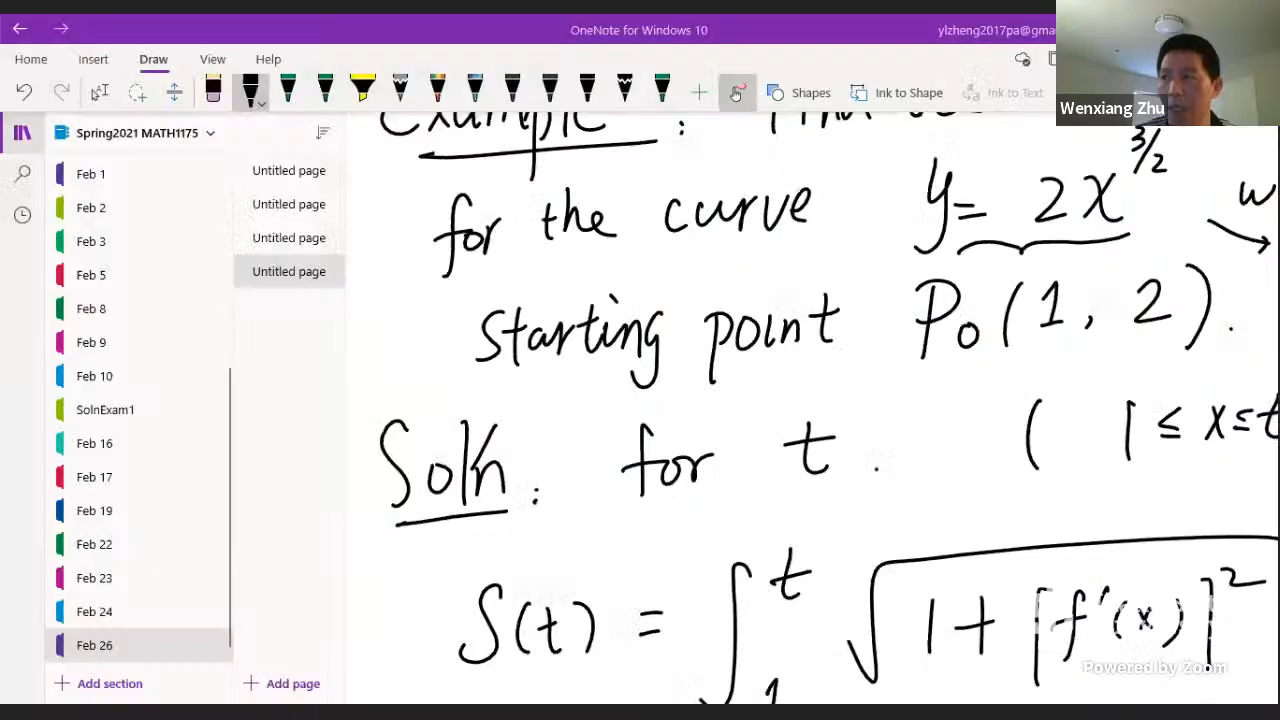 OneNote for Windows 10
ylzheng2017pa@gma
Home Insert Draw View Help
Shapes Ink to Shape Ink to Text
Wenxiang Zhu
Spring2021 MATH1175
Feb 1
Feb 2
Feb 3
Feb 5
Feb 8
Feb 9
Feb 10
SolnExam1
Feb 16
Feb 17
Feb 19
Feb 22
Feb 23
Feb 24
Feb 26
Add section
Untitled page
Untitled page
Untitled page
Untitled page
Add page
Example : Find
for the curve y = 2x^{3/2} w
starting point P₀(1, 2).
Soln: for t. ( 1 ≤ x ≤ t
S(t) = ∫₁ᵗ √1 + [f'(x)]²
Powered by Zoom